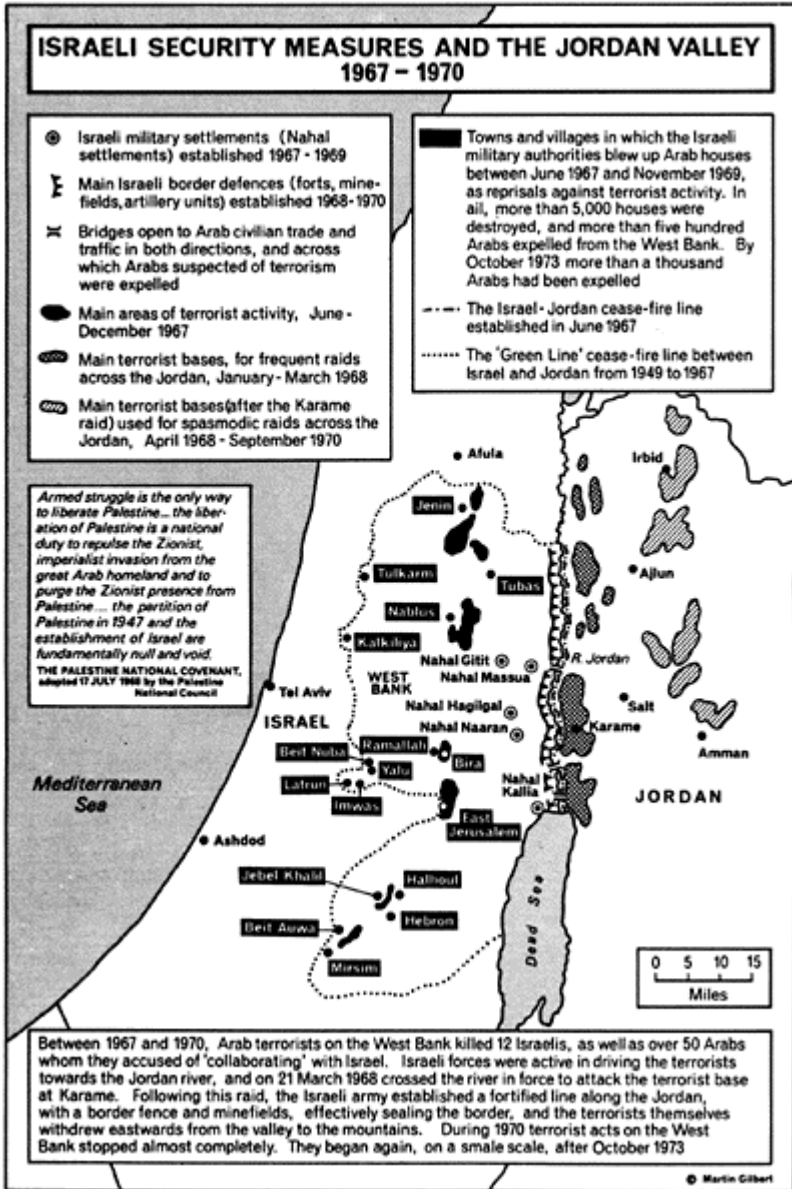 ISRAELI SECURITY MEASURES AND THE JORDAN VALLEY
1967 – 1970
Israeli military settlements (Nahal
settlements) established 1967 - 1969
Main Israeli border defences (forts, mine-
fields, artillery units) established 1968-1970
Bridges open to Arab civilian trade and
traffic in both directions, and across
which Arabs suspected of terrorism
were expelled
Main areas of terrorist activity, June -
December 1967
Main terrorist bases, for frequent raids
across the Jordan, January - March 1968
Main terrorist bases (after the Karame
raid) used for spasmodic raids across the
Jordan, April 1968 - September 1970
Towns and villages in which the Israeli
military authorities blew up Arab houses
between June 1967 and November 1969,
as reprisals against terrorist activity. In
all, more than 5,000 houses were
destroyed, and more than five hundred
Arabs expelled from the West Bank. By
October 1973 more than a thousand
Arabs had been expelled
The Israel - Jordan cease-fire line
established in June 1967
The 'Green Line' cease-fire line between
Israel and Jordan from 1949 to 1967
Armed struggle is the only way
to liberate Palestine... the liber-
ation of Palestine is a national
duty to repulse the Zionist,
imperialist invasion from the
great Arab homeland and to
purge the Zionist presence from
Palestine.... the partition of
Palestine in 1947 and the
establishment of Israel are
fundamentally null and void.
THE PALESTINE NATIONAL COVENANT,
adopted 17 JULY 1968 by the Palestine
National Council
Afula
Irbid
Jenin
Tulkarm
Tubas
Ajlun
Nablus
Kalkiliya
Nahal Gitit
R. Jordan
Nahal Massua
WEST
BANK
Tel Aviv
Nahal Hagilgal
Salt
ISRAEL
Nahal Naaran
Karame
Ramallah
Amman
Beit Nuba
Yalu
Bira
Mediterranean
Sea
Latrun
Imwas
Nahal
Kallia
JORDAN
East
Jerusalem
Ashdod
Jebel Khalil
Halhoul
Hebron
Beit Auwa
Dead Sea
Mirsim
0 5 10 15
Miles
Between 1967 and 1970, Arab terrorists on the West Bank killed 12 Israelis, as well as over 50 Arabs
whom they accused of 'collaborating' with Israel. Israeli forces were active in driving the terrorists
towards the Jordan river, and on 21 March 1968 crossed the river in force to attack the terrorist base
at Karame. Following this raid, the Israeli army established a fortified line along the Jordan,
with a border fence and minefields, effectively sealing the border, and the terrorists themselves
withdrew eastwards from the valley to the mountains. During 1970 terrorist acts on the West
Bank stopped almost completely. They began again, on a smale scale, after October 1973
© Martin Gilbert